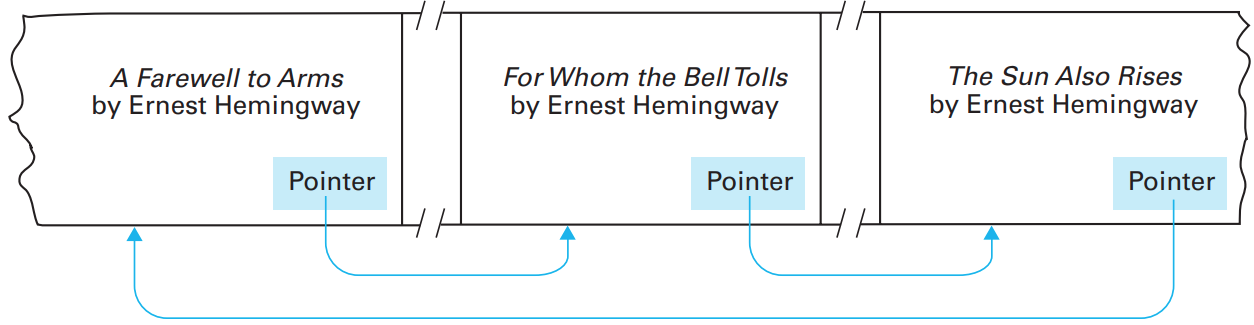 A Farewell to Arms
by Ernest Hemingway
Pointer
For Whom the Bell Tolls
by Ernest Hemingway
Pointer
The Sun Also Rises
by Ernest Hemingway
Pointer